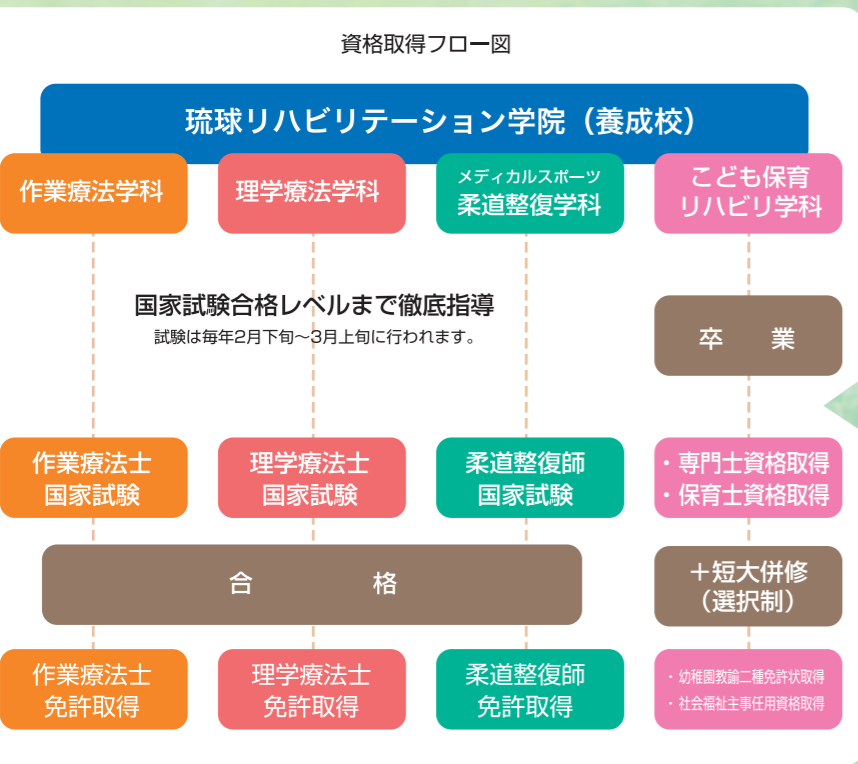 資格取得フロー図
琉球リハビリテーション学院（養成校）
作業療法学科
理学療法学科
メディカルスポーツ
柔道整復学科
こども保育
リハビリ学科
国家試験合格レベルまで徹底指導
試験は毎年2月下旬〜3月上旬に行われます。
卒　業
作業療法士
国家試験
理学療法士
国家試験
柔道整復師
国家試験
・専門士資格取得
・保育士資格取得
合　格
＋短大併修
（選択制）
作業療法士
免許取得
理学療法士
免許取得
柔道整復師
免許取得
・幼稚園教諭二種免許状取得
・社会福祉主事任用資格取得